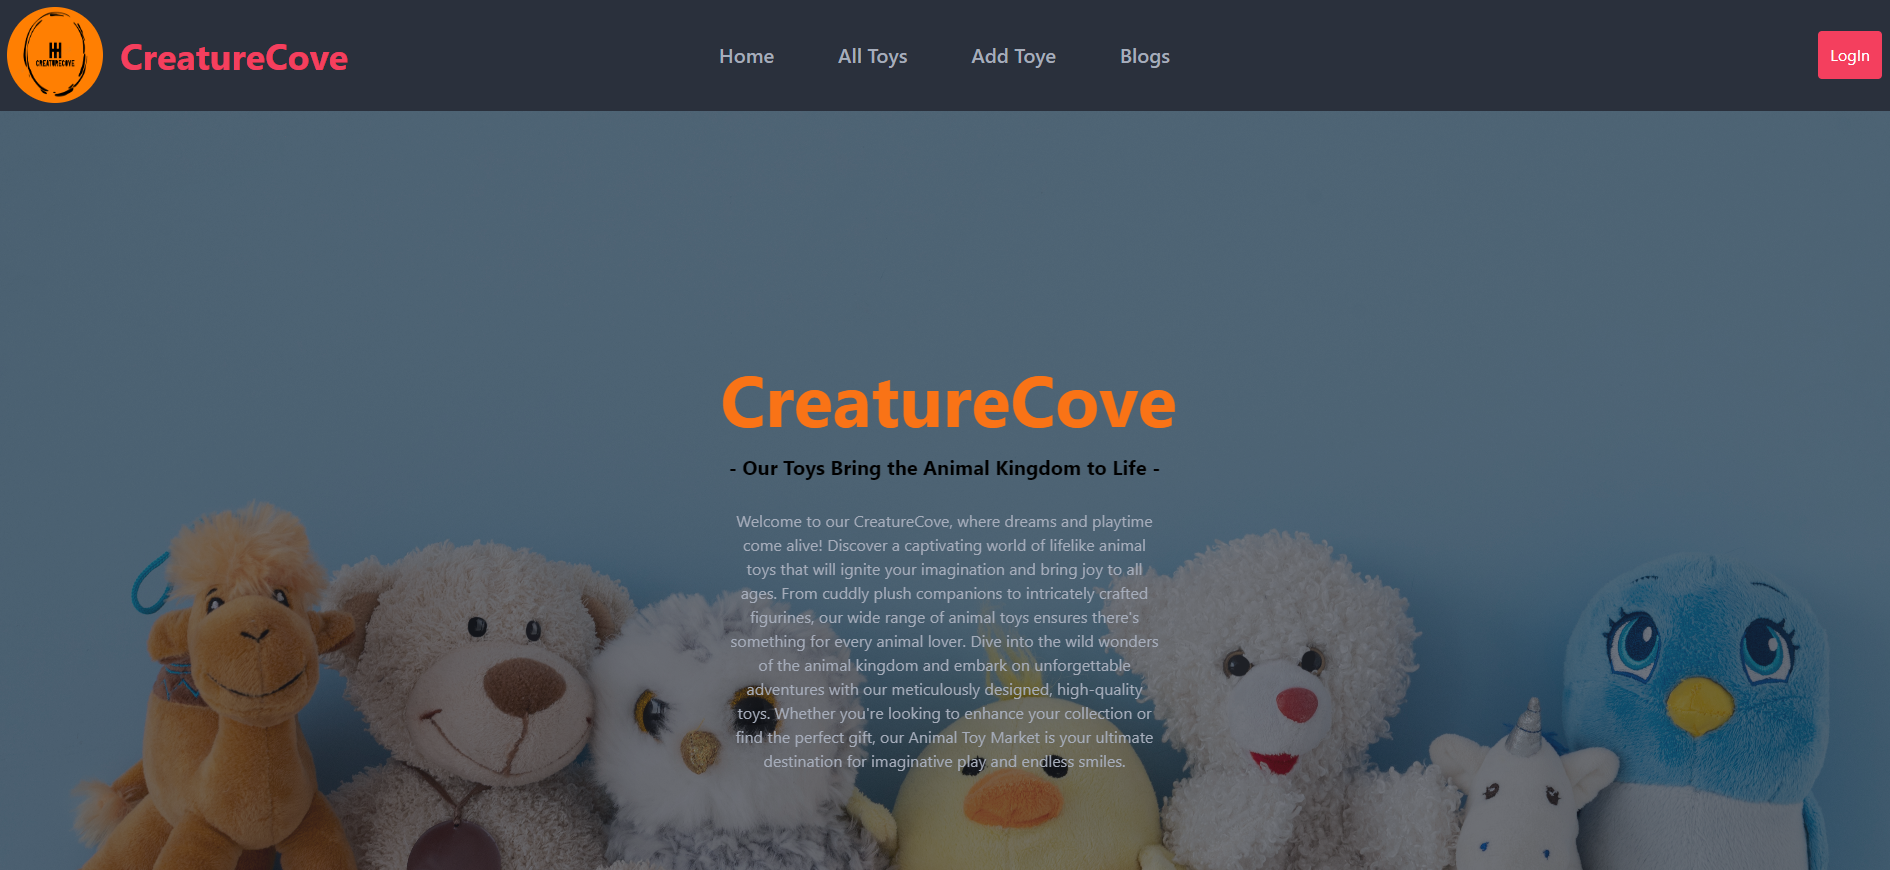 CREATURECOVE
CreatureCove
Home
All Toys
Add Toye
Blogs
LogIn
CreatureCove
- Our Toys Bring the Animal Kingdom to Life -
Welcome to our CreatureCove, where dreams and playtime
come alive! Discover a captivating world of lifelike animal
toys that will ignite your imagination and bring joy to all
ages. From cuddly plush companions to intricately crafted
figurines, our wide range of animal toys ensures there's
something for every animal lover. Dive into the wild wonders
of the animal kingdom and embark on unforgettable
adventures with our meticulously designed, high-quality
toys. Whether you're looking to enhance your collection or
find the perfect gift, our Animal Toy Market is your ultimate
destination for imaginative play and endless smiles.